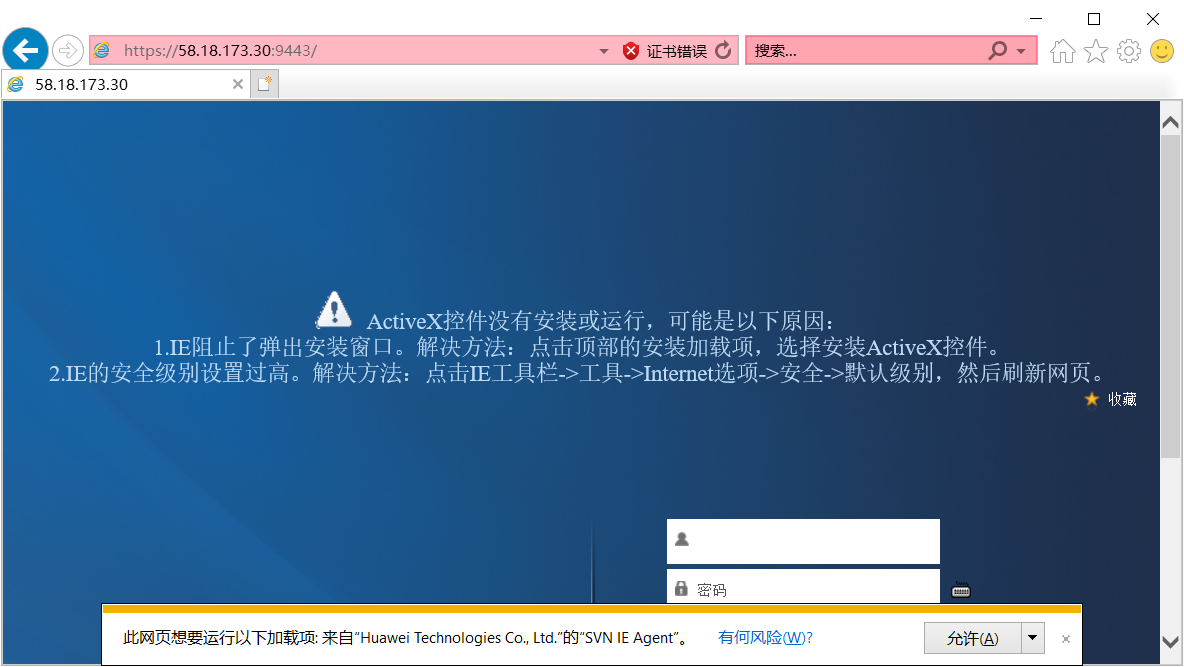 https://58.18.173.30:9443/
证书错误
搜索...
58.18.173.30
ActiveX控件没有安装或运行，可能是以下原因：
1.IE阻止了弹出安装窗口。解决方法：点击顶部的安装加载项，选择安装ActiveX控件。
2.IE的安全级别设置过高。解决方法：点击IE工具栏->工具->Internet选项->安全->默认级别，然后刷新网页。
收藏
密码
此网页想要运行以下加载项: 来自“Huawei Technologies Co., Ltd.”的“SVN IE Agent”。
有何风险(W)?
允许(A)